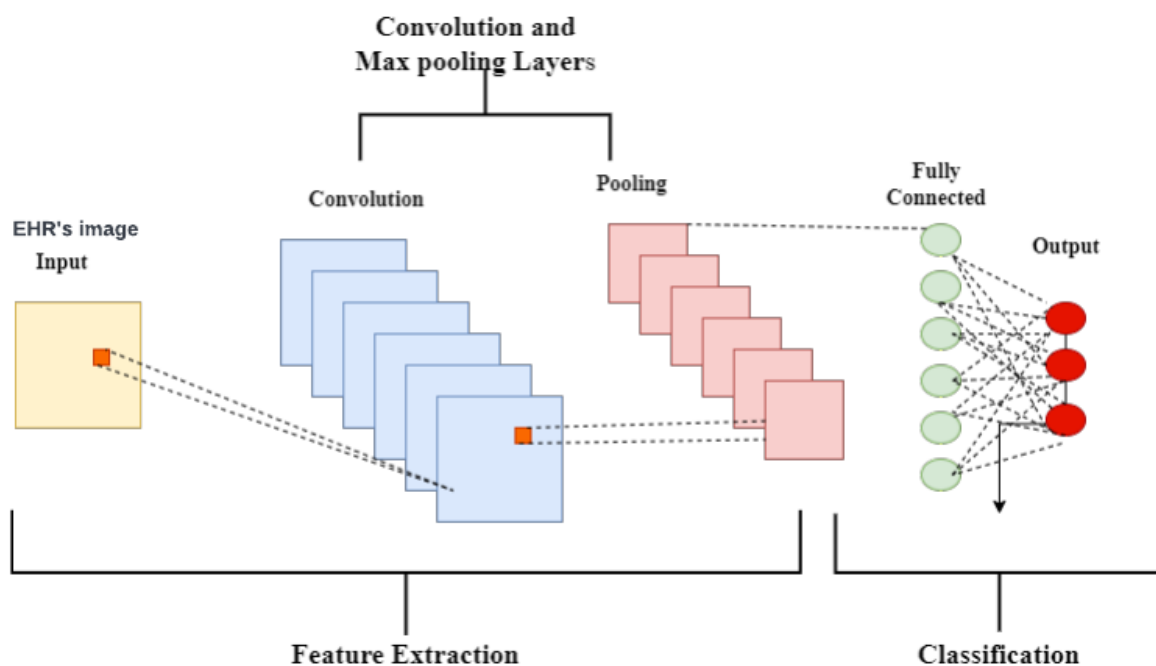 Convolution and
Max pooling Layers
Convolution
Pooling
Fully
Connected
EHR's image
Input
Output
Feature Extraction
Classification